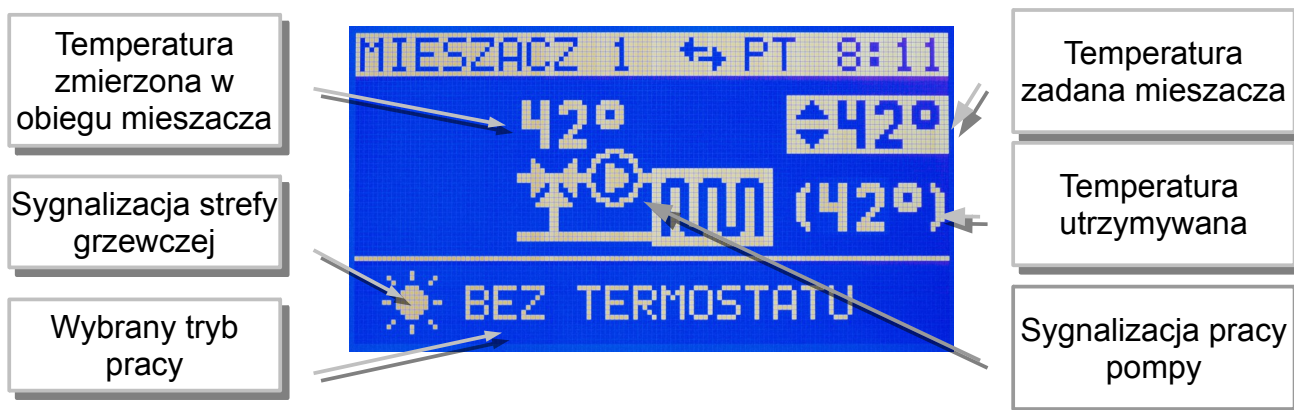 Temperatura
zmierzona w
obiegu mieszacza
Sygnalizacja strefy
grzewczej
Wybrany tryb
pracy
MIESZACZ 1 PT 8:11
42° 42°
(42°)
BEZ TERMOSTATU
Temperatura
zadana mieszacza
Temperatura
utrzymywana
Sygnalizacja pracy
pompy